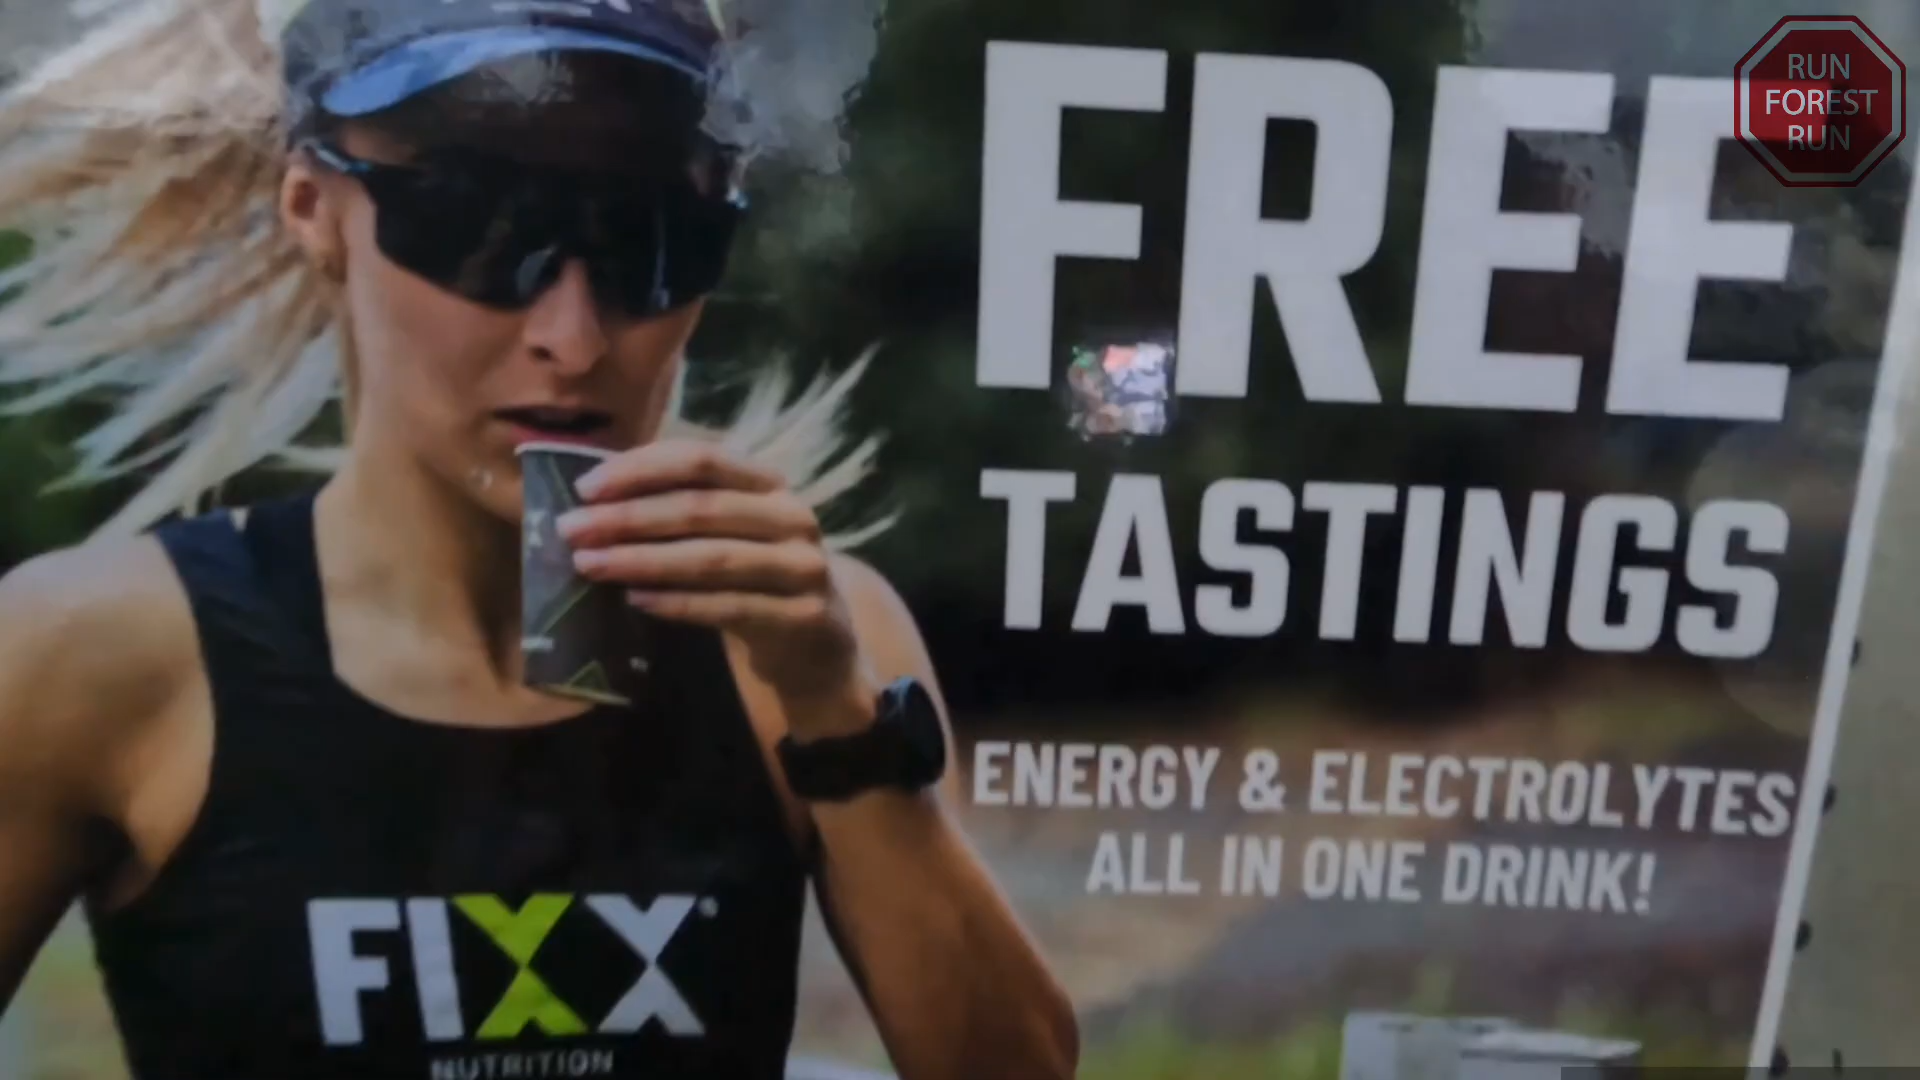 RUN
FOREST
RUN
FREE
TASTINGS
ENERGY & ELECTROLYTES
ALL IN ONE DRINK!
FIXX
NUTRITION